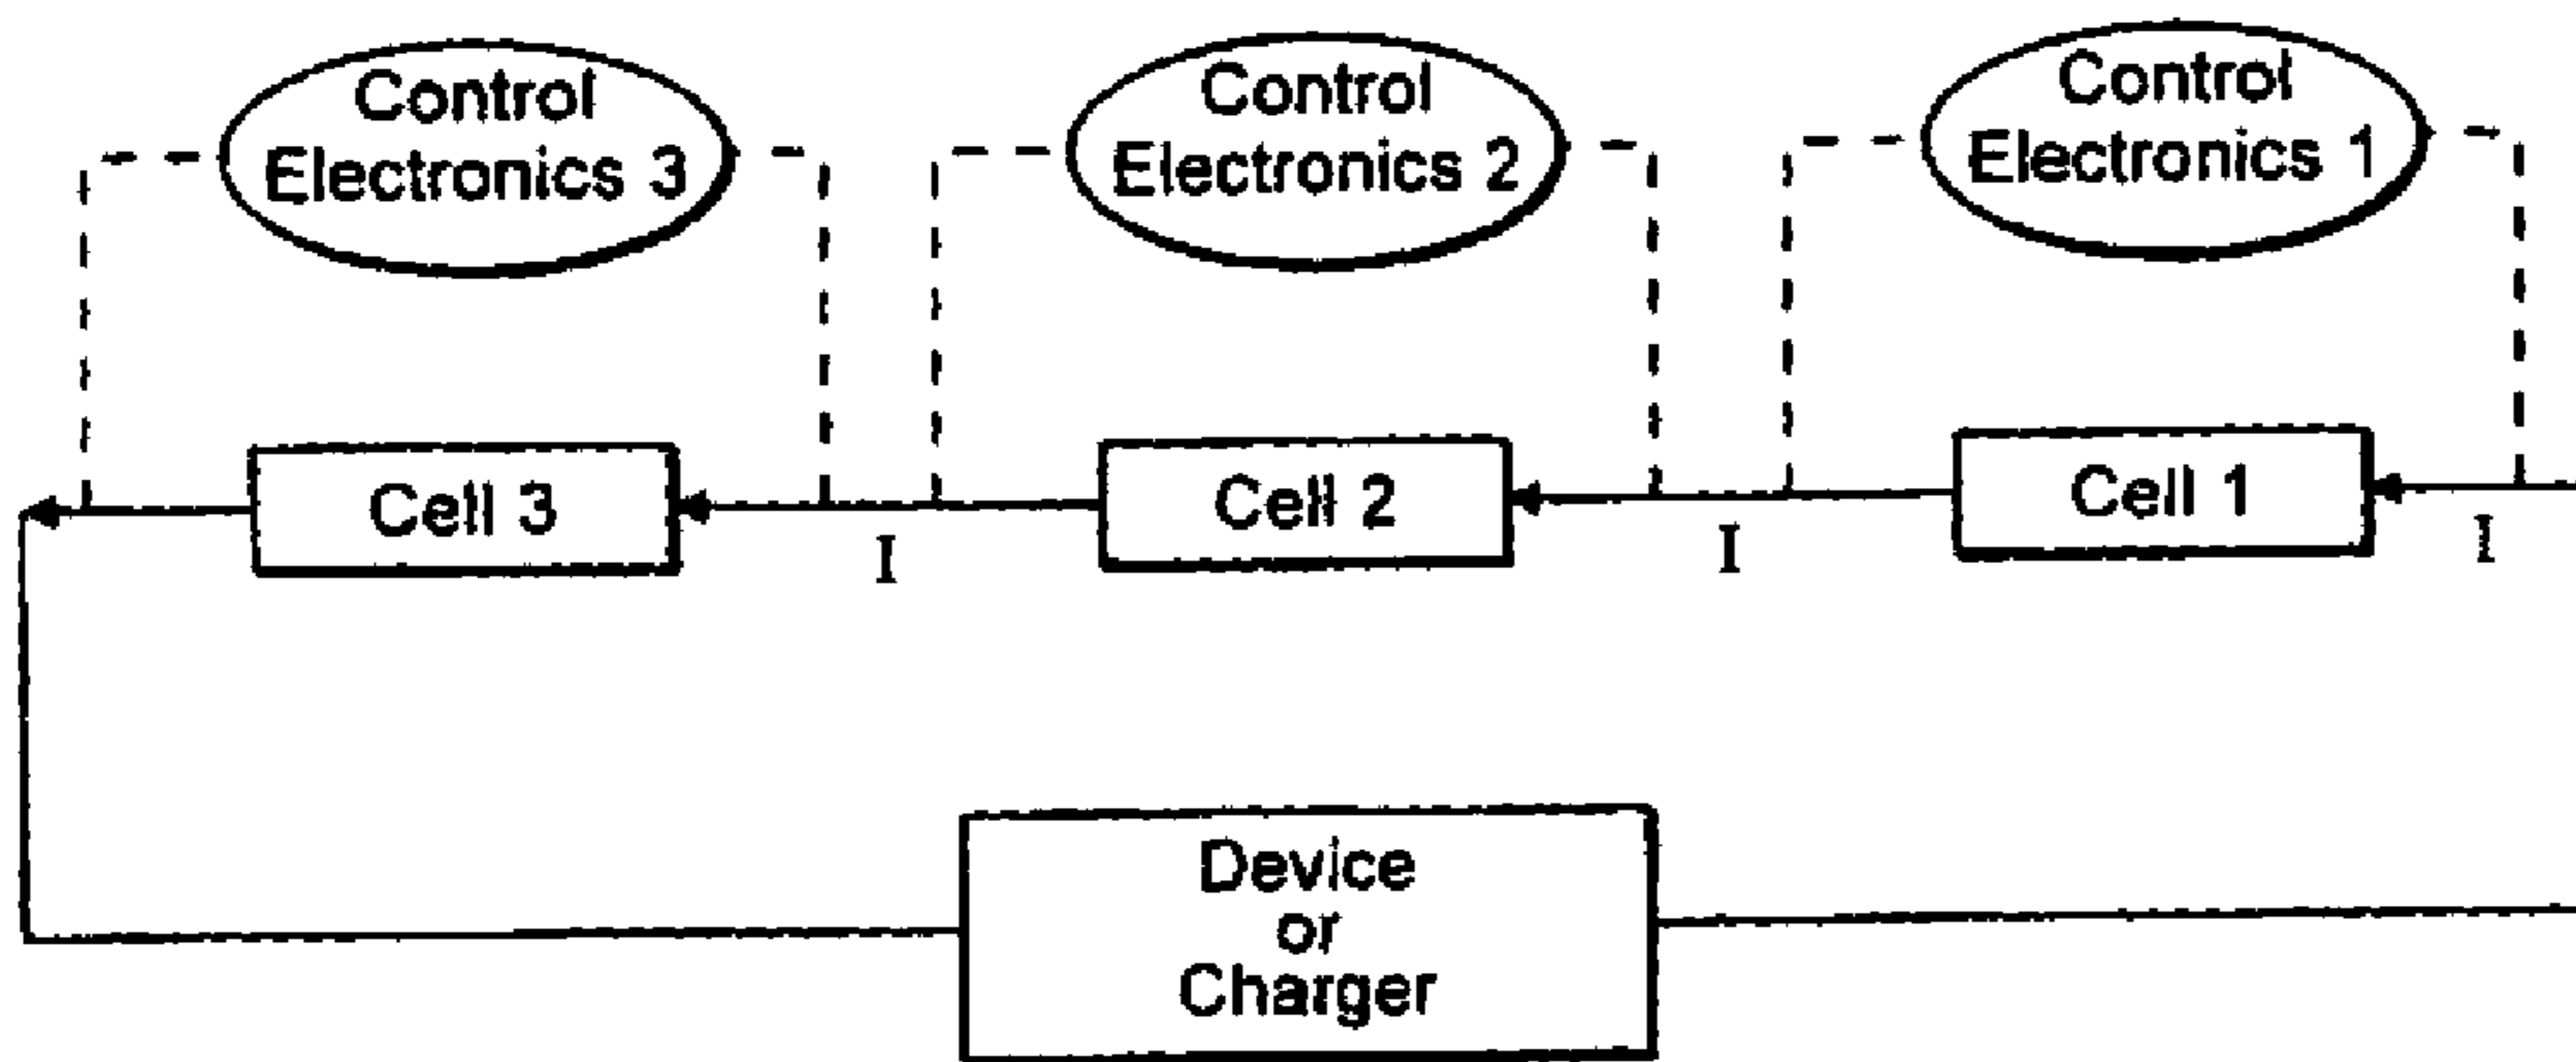 Control
Electronics 3
Control
Electronics 2
Control
Electronics 1
Cell 3
I
Cell 2
I
Cell 1
I
Device
or
Charger